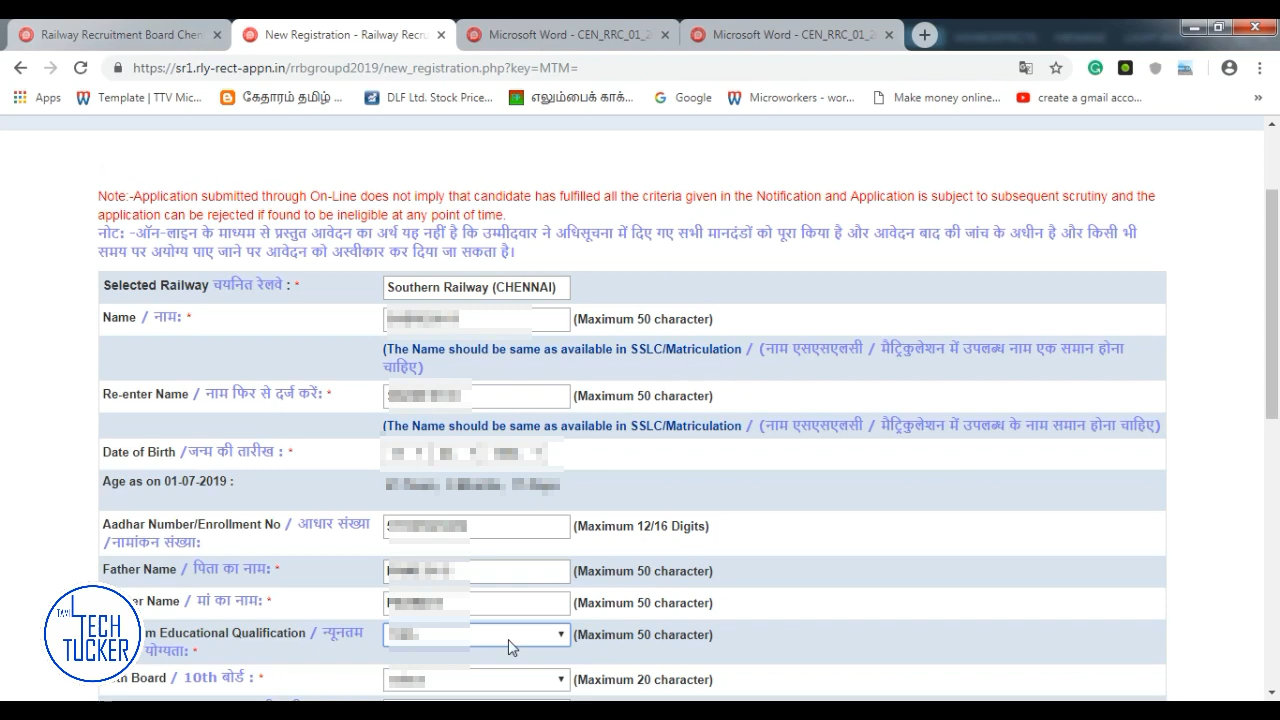 Railway Recruitment Board Chen
New Registration - Railway Recru
Microsoft Word - CEN_RRC_01_2
Microsoft Word - CEN_RRC_01_2
https://sr1.rly-rect-appn.in/rrbgroupd2019/new_registration.php?key=MTM=
Apps Template | TTV Mic... கேதாரம் தமிழ் ... DLF Ltd. Stock Price... எலும்பைக் காக்... Google Microworkers - wor... Make money online... create a gmail acco... »
Note:-Application submitted through On-Line does not imply that candidate has fulfilled all the criteria given in the Notification and Application is subject to subsequent scrutiny and the
application can be rejected if found to be ineligible at any point of time.
नोट: -ऑन-लाइन के माध्यम से प्रस्तुत आवेदन का अर्थ यह नहीं है कि उम्मीदवार ने अधिसूचना में दिए गए सभी मानदंडों को पूरा किया है और आवेदन बाद की जांच के अधीन है और किसी भी
समय पर अयोग्य पाए जाने पर आवेदन को अस्वीकार कर दिया जा सकता है।
Selected Railway चयनित रेलवे : * Southern Railway (CHENNAI)
Name / नाम: * (Maximum 50 character)
(The Name should be same as available in SSLC/Matriculation / (नाम एसएसएलसी / मैट्रिकुलेशन में उपलब्ध नाम एक समान होना
चाहिए)
Re-enter Name / नाम फिर से दर्ज करें: * (Maximum 50 character)
(The Name should be same as available in SSLC/Matriculation / (नाम एसएसएलसी / मैट्रिकुलेशन में उपलब्ध के नाम समान होना चाहिए)
Date of Birth /जन्म की तारीख : *
Age as on 01-07-2019 :
Aadhar Number/Enrollment No / आधार संख्या (Maximum 12/16 Digits)
/नामांकन संख्या:
Father Name / पिता का नाम: * (Maximum 50 character)
er Name / मां का नाम: * (Maximum 50 character)
m Educational Qualification / न्यूनतम (Maximum 50 character)
योग्यता: *
Board / 10th बोर्ड : * (Maximum 20 character)
TECH
TUCKER